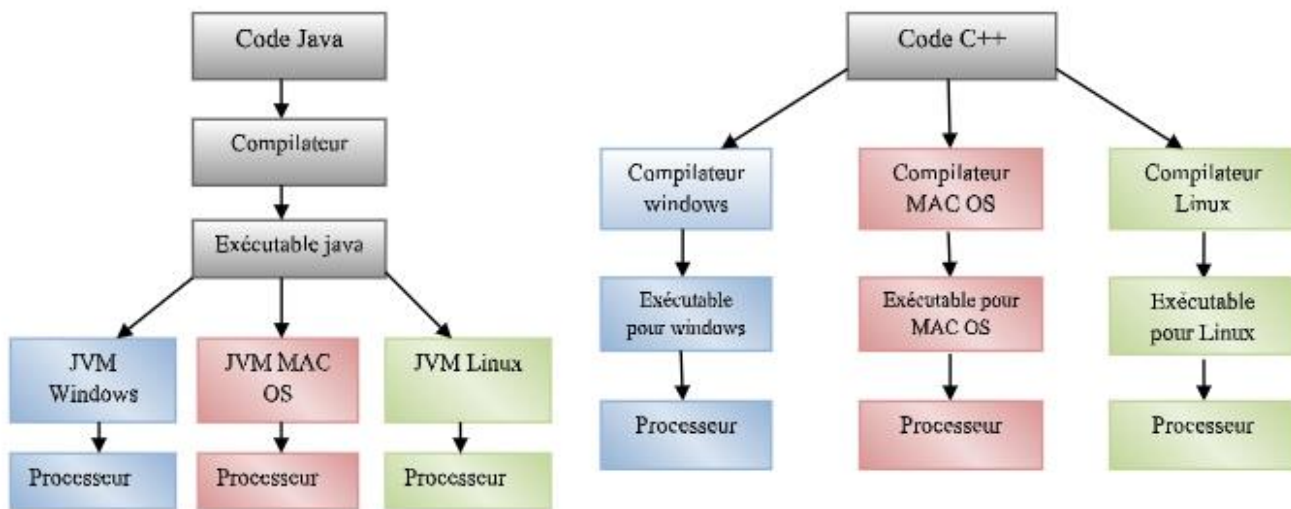 Code Java
Compilateur
Exécutable java
JVM
Windows
JVM MAC
OS
JVM Linux
Processeur
Processeur
Processeur
Code C++
Compilateur
windows
Compilateur
MAC OS
Compilateur
Linux
Exécutable
pour windows
Exécutable pour
MAC OS
Exécutable
pour Linux
Processeur
Processeur
Processeur